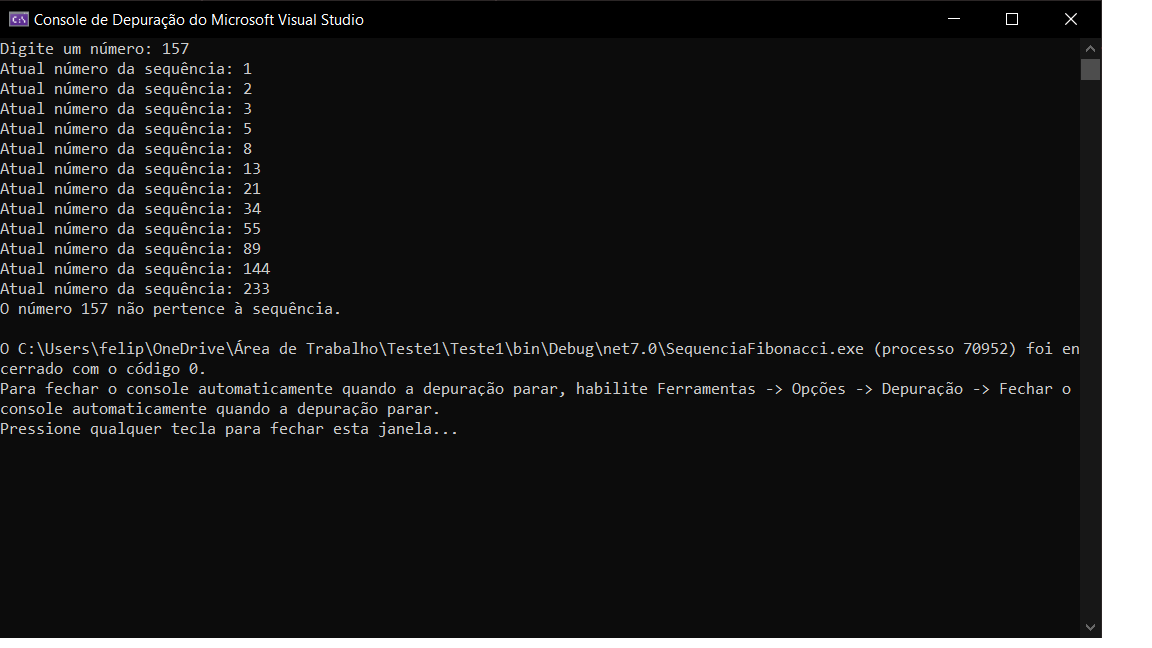 Console de Depuração do Microsoft Visual Studio
Digite um número: 157
Atual número da sequência: 1
Atual número da sequência: 2
Atual número da sequência: 3
Atual número da sequência: 5
Atual número da sequência: 8
Atual número da sequência: 13
Atual número da sequência: 21
Atual número da sequência: 34
Atual número da sequência: 55
Atual número da sequência: 89
Atual número da sequência: 144
Atual número da sequência: 233
O número 157 não pertence à sequência.
O C:\Users\felip\OneDrive\Área de Trabalho\Teste1\Teste1\bin\Debug\net7.0\SequenciaFibonacci.exe (processo 70952) foi en
cerrado com o código 0.
Para fechar o console automaticamente quando a depuração parar, habilite Ferramentas -> Opções -> Depuração -> Fechar o
console automaticamente quando a depuração parar.
Pressione qualquer tecla para fechar esta janela...